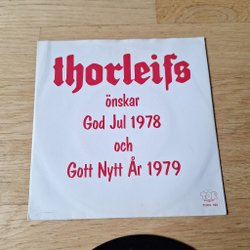 thorleifs
önskar
God Jul 1978
och
Gott Nytt År 1979